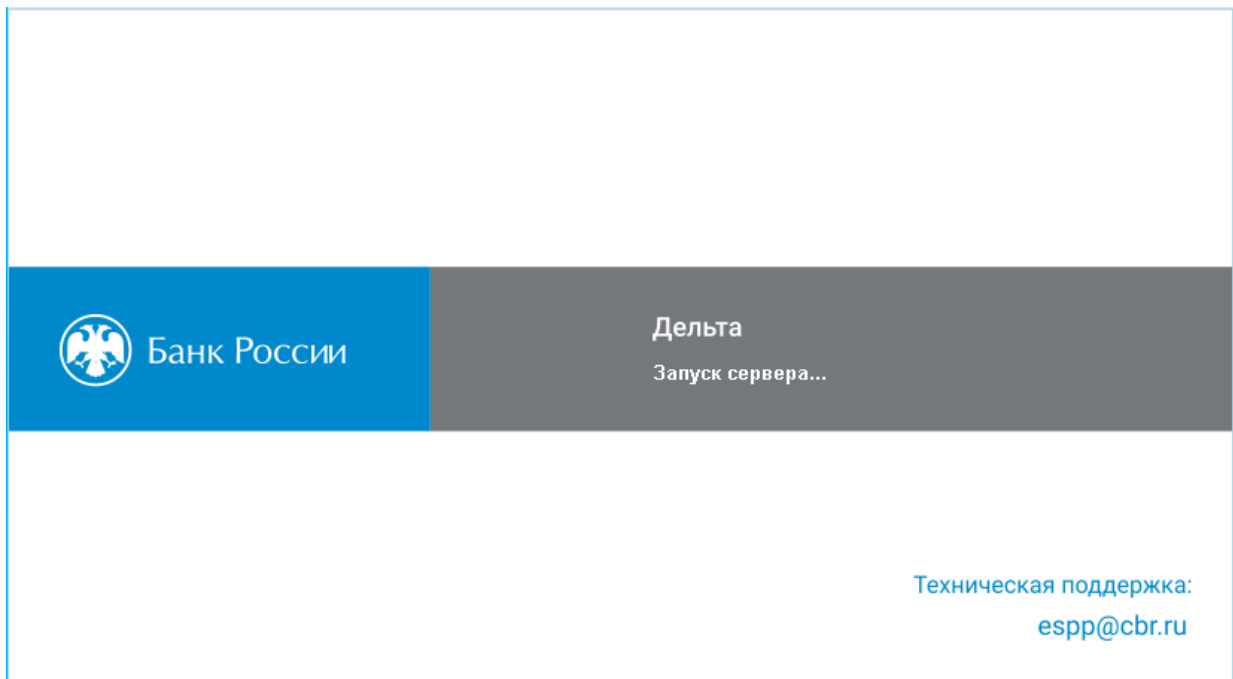 Банк России
Дельта
Запуск сервера...
Техническая поддержка:
espp@cbr.ru